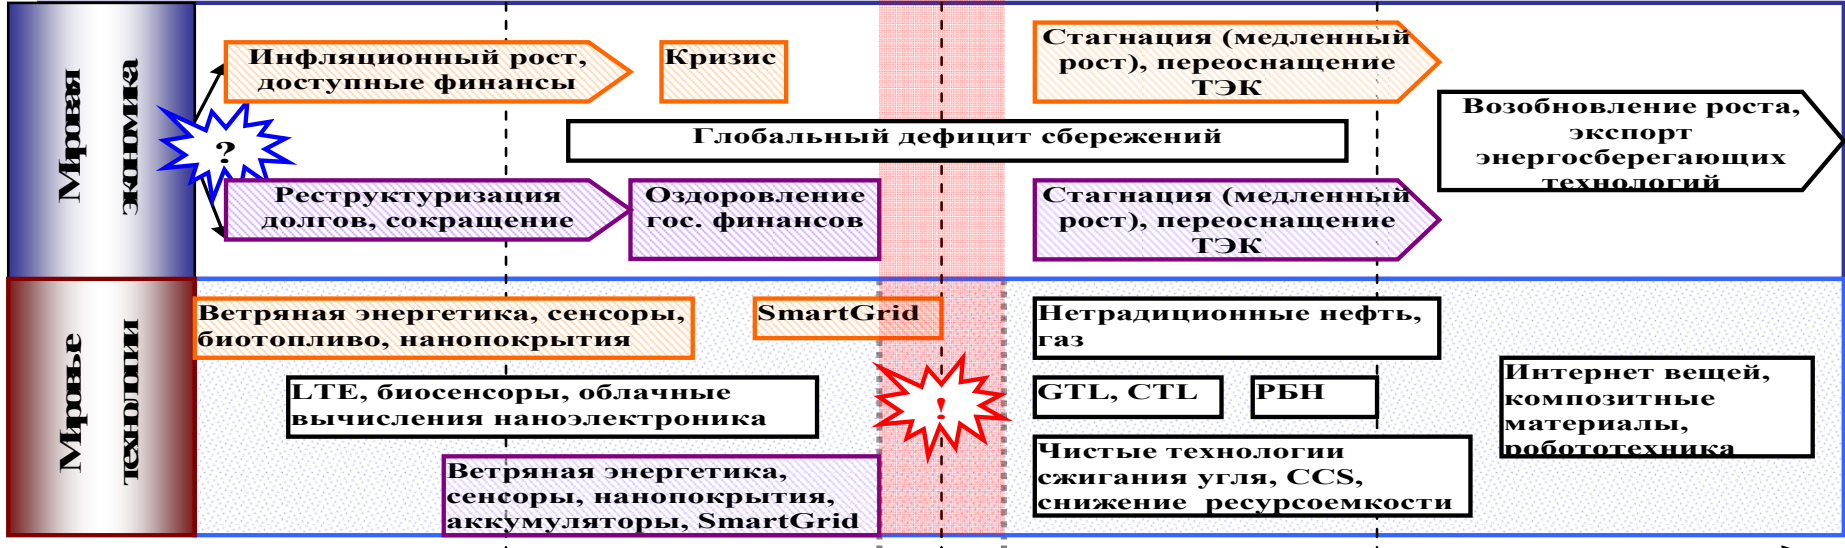 Мировая
экономика
Инфляционный рост,
доступные финансы
Кризис
Стагнация (медленный
рост), переоснащение
ТЭК
Возобновление роста,
экспорт
энергосберегающих
технологий
Глобальный дефицит сбережений
?
Реструктуризация
долгов, сокращение
Оздоровление
гос. финансов
Стагнация (медленный
рост), переоснащение
ТЭК
Мировые
технологии
Ветряная энергетика, сенсоры,
биотопливо, нанопокрытия
SmartGrid
Нетрадиционные нефть,
газ
LTE, биосенсоры, облачные
вычисления наноэлектроника
!
GTL, CTL
РБН
Интернет вещей,
композитные
материалы,
робототехника
Ветряная энергетика,
сенсоры, нанопокрытия,
аккумуляторы, SmartGrid
Чистые технологии
сжигания угля, CCS,
снижение ресурсоемкости